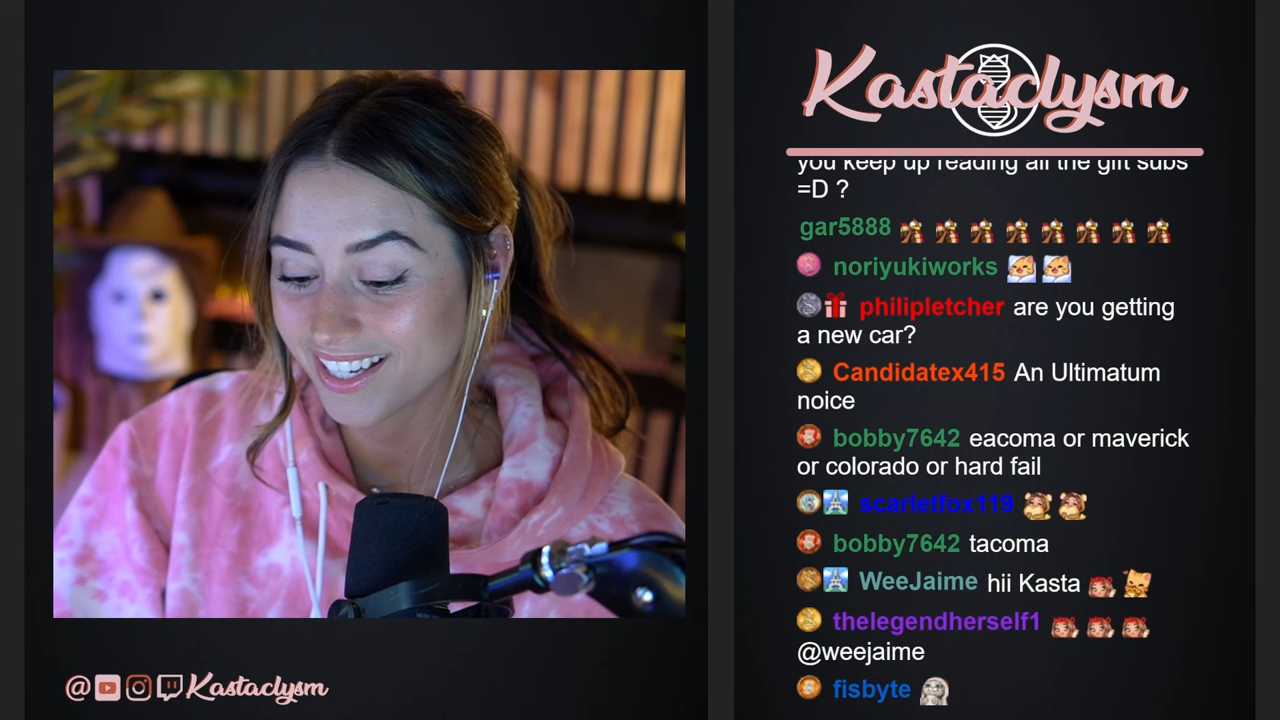 Kastaclysm
you keep up reading all the gift subs
=D ?
gar5888
noriyukiworks
philipletcher are you getting
a new car?
Candidatex415 An Ultimatum
noice
bobby7642 eacoma or maverick
or colorado or hard fail
scarletfox119
bobby7642 tacoma
WeeJaime hii Kasta
thelegendherself1
@weejaime
fisbyte
@ Kastaclysm